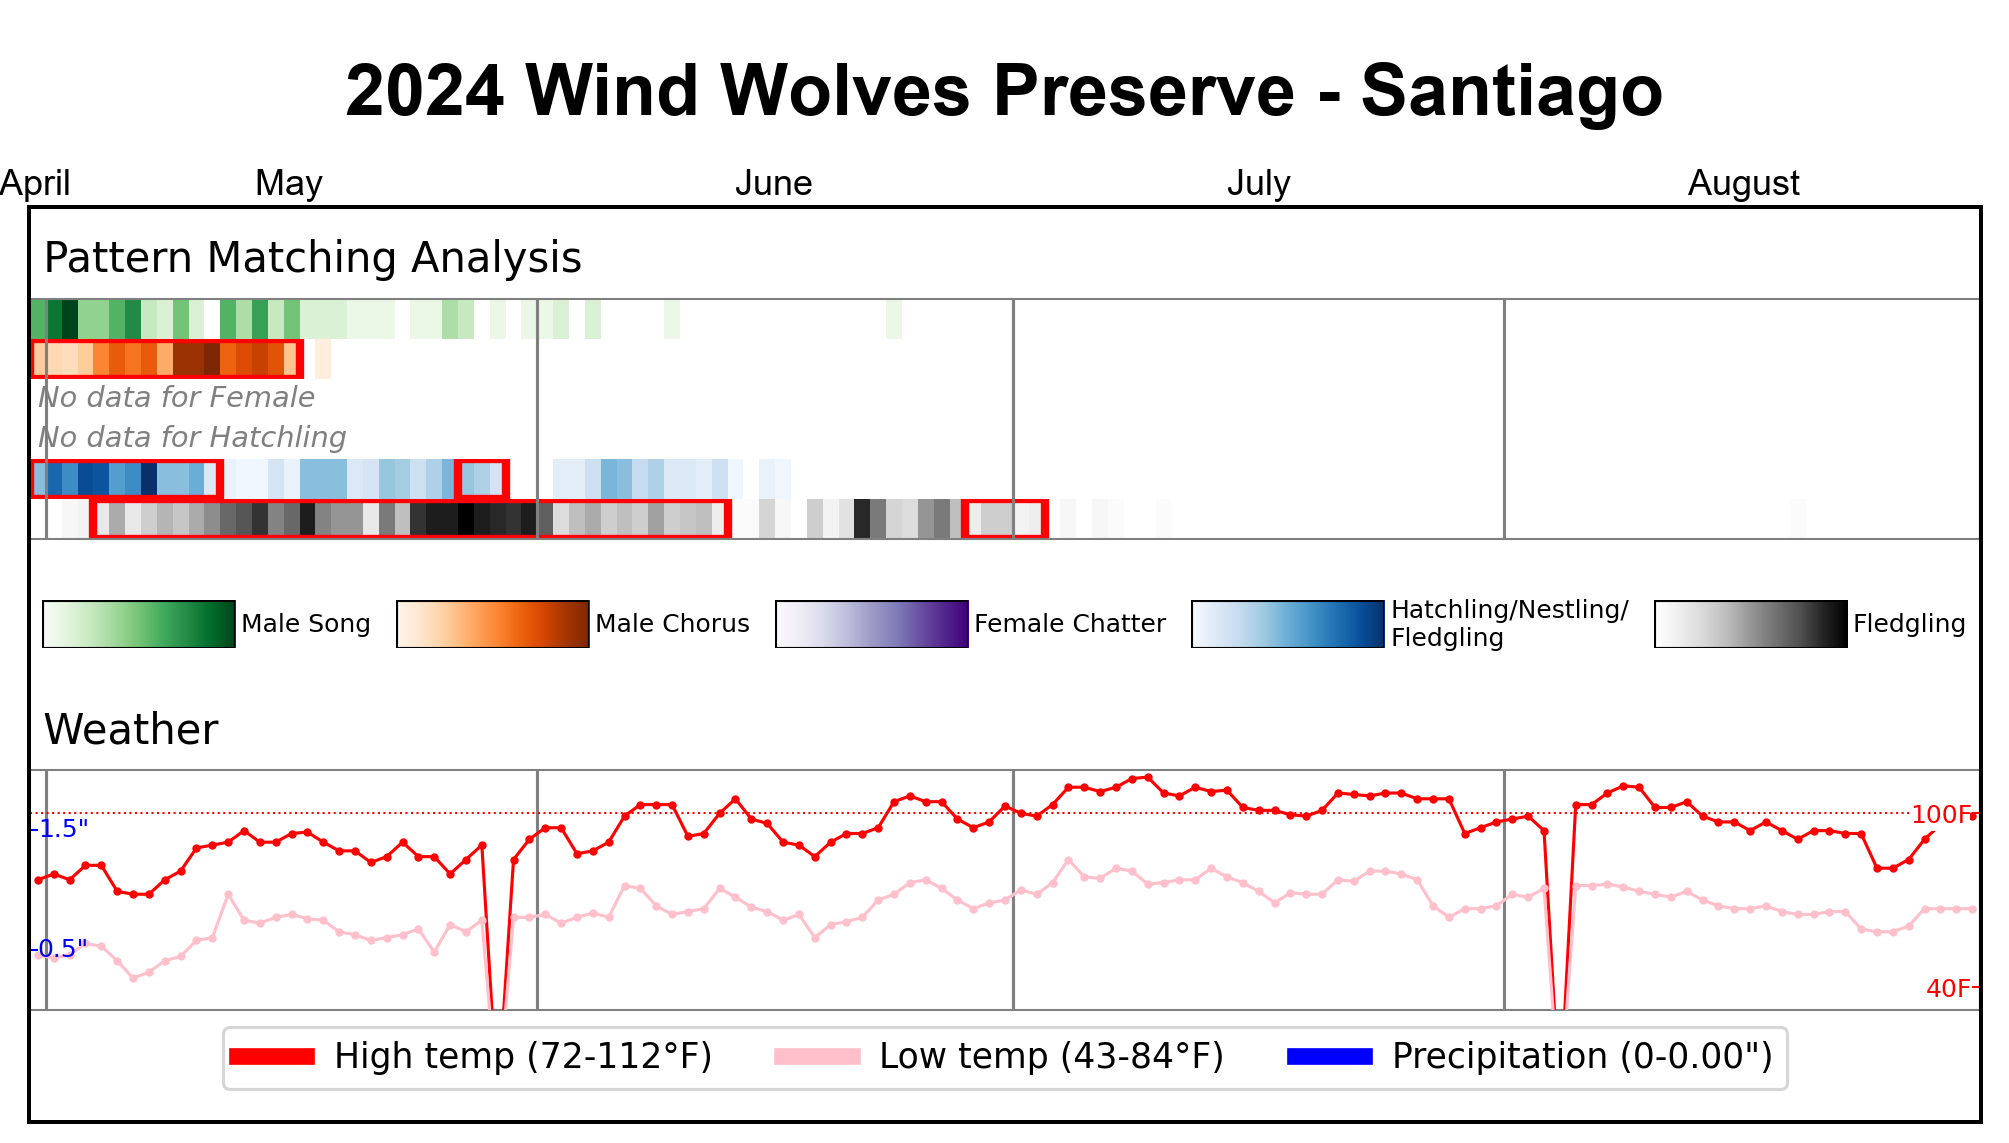 2024 Wind Wolves Preserve - Santiago
April May June July August
Pattern Matching Analysis
No data for Female
No data for Hatchling
Male Song Male Chorus Female Chatter Hatchling/Nestling/
Fledgling Fledgling
Weather
1.5" 100F
0.5" 40F
High temp (72-112°F) Low temp (43-84°F) Precipitation (0-0.00")